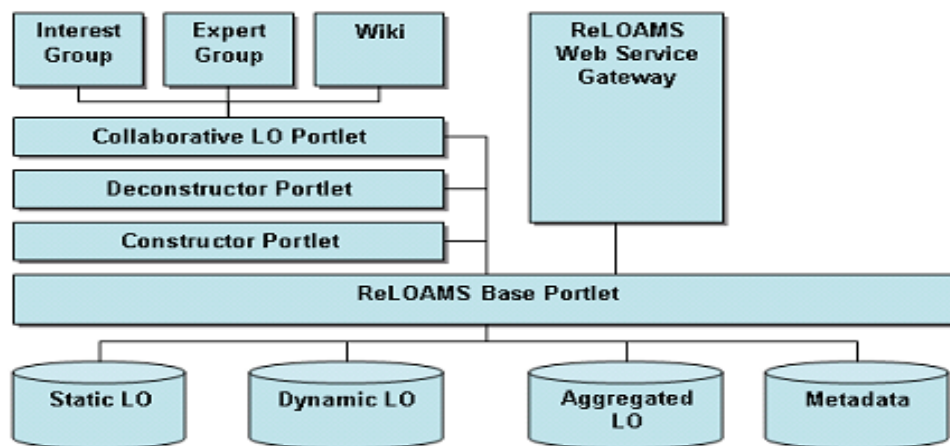 Interest
Group
Expert
Group
Wiki
ReLOAMS
Web Service
Gateway
Collaborative LO Portlet
Deconstructor Portlet
Constructor Portlet
ReLOAMS Base Portlet
Static LO
Dynamic LO
Aggregated
LO
Metadata